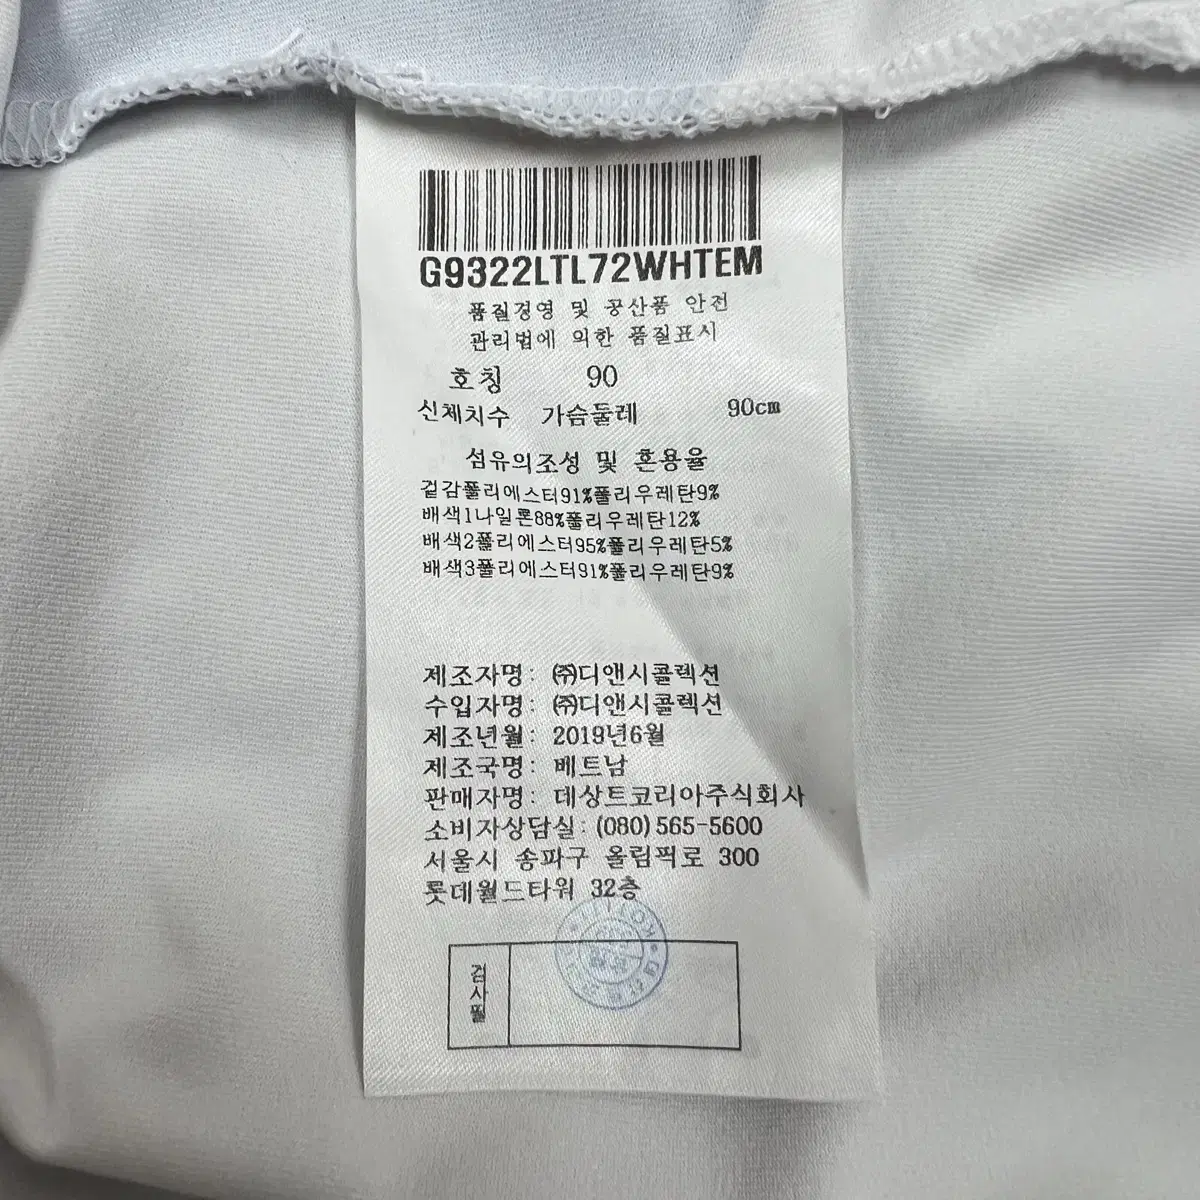 G9322LTL72WHTEM
품질경영 및 공산품 안전
관리법에 의한 품질표시
호칭 90
신체치수 가슴둘레 90cm
섬유의조성 및 혼용율
겉감폴리에스터91%폴리우레탄9%
배색1나일론88%폴리우레탄12%
배색2폴리에스터95%폴리우레탄5%
배색3폴리에스터91%폴리우레탄9%
제조자명: ㈜디앤시콜렉션
수입자명: ㈜디앤시콜렉션
제조년월: 2019년6월
제조국명: 베트남
판매자명: 데상트코리아주식회사
소비자상담실: (080)565-5600
서울시 송파구 올림픽로 300
롯데월드타워 32층
검사필